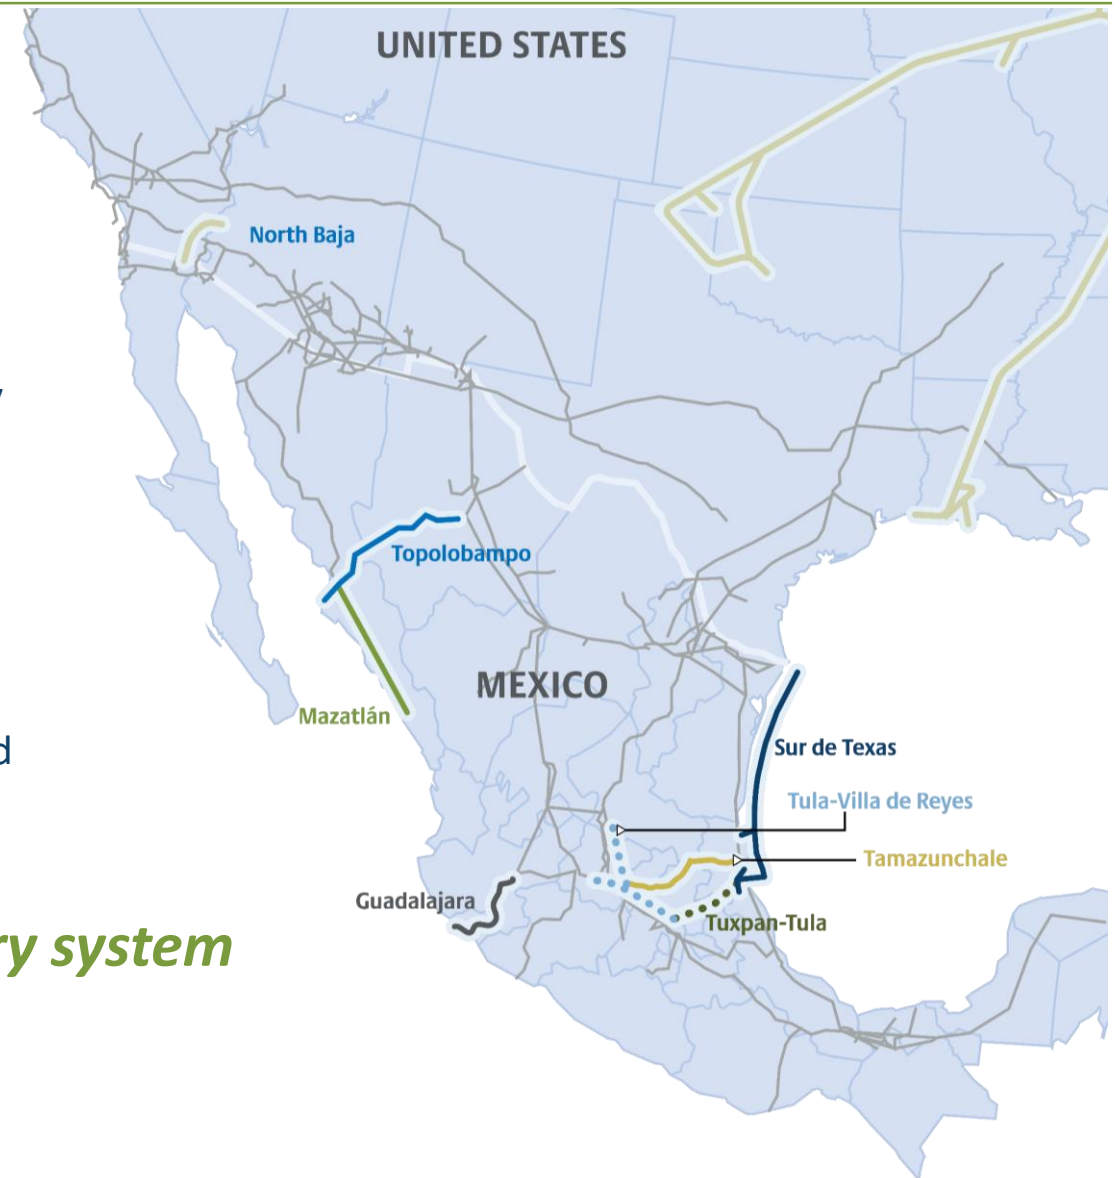 UNITED STATES
North Baja
Topolobampo
MEXICO
Mazatlán
Sur de Texas
Tula-Villa de Reyes
Tamazunchale
Guadalajara
Tuxpan-Tula
ry system